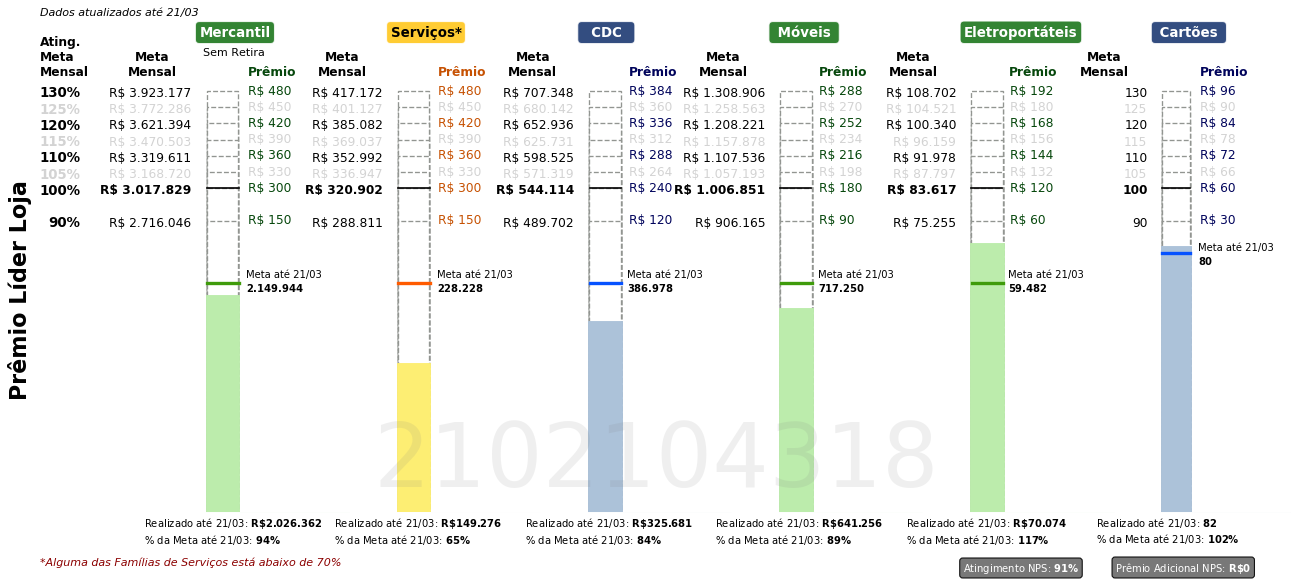 Dados atualizados até 21/03
Mercantil Serviços* CDC Móveis Eletroportáteis Cartões
Sem Retira
Ating. Meta Mensal Meta Mensal Prêmio Meta Mensal Prêmio Meta Mensal Prêmio Meta Mensal Prêmio Meta Mensal Prêmio Meta Mensal Prêmio
130% R$ 3.923.177 R$ 480 R$ 417.172 R$ 480 R$ 707.348 R$ 384 R$ 1.308.906 R$ 288 R$ 108.702 R$ 192 130 R$ 96
125% R$ 3.772.286 R$ 450 R$ 401.127 R$ 450 R$ 680.142 R$ 360 R$ 1.258.563 R$ 270 R$ 104.521 R$ 180 125 R$ 90
120% R$ 3.621.394 R$ 420 R$ 385.082 R$ 420 R$ 652.936 R$ 336 R$ 1.208.221 R$ 252 R$ 100.340 R$ 168 120 R$ 84
115% R$ 3.470.503 R$ 390 R$ 369.037 R$ 390 R$ 625.731 R$ 312 R$ 1.157.878 R$ 234 R$ 96.159 R$ 156 115 R$ 78
110% R$ 3.319.611 R$ 360 R$ 352.992 R$ 360 R$ 598.525 R$ 288 R$ 1.107.536 R$ 216 R$ 91.978 R$ 144 110 R$ 72
105% R$ 3.168.720 R$ 330 R$ 336.947 R$ 330 R$ 571.319 R$ 264 R$ 1.057.193 R$ 198 R$ 87.797 R$ 132 105 R$ 66
100% R$ 3.017.829 R$ 300 R$ 320.902 R$ 300 R$ 544.114 R$ 240 R$ 1.006.851 R$ 180 R$ 83.617 R$ 120 100 R$ 60
90% R$ 2.716.046 R$ 150 R$ 288.811 R$ 150 R$ 489.702 R$ 120 R$ 906.165 R$ 90 R$ 75.255 R$ 60 90 R$ 30
Prêmio Líder Loja
Meta até 21/03 Meta até 21/03 Meta até 21/03 Meta até 21/03 Meta até 21/03 Meta até 21/03
2.149.944 228.228 386.978 717.250 59.482 80
2102104318
Realizado até 21/03: R$2.026.362 Realizado até 21/03: R$149.276 Realizado até 21/03: R$325.681 Realizado até 21/03: R$641.256 Realizado até 21/03: R$70.074 Realizado até 21/03: 82
% da Meta até 21/03: 94% % da Meta até 21/03: 65% % da Meta até 21/03: 84% % da Meta até 21/03: 89% % da Meta até 21/03: 117% % da Meta até 21/03: 102%
*Alguma das Famílias de Serviços está abaixo de 70% Atingimento NPS: 91% Prêmio Adicional NPS: R$0